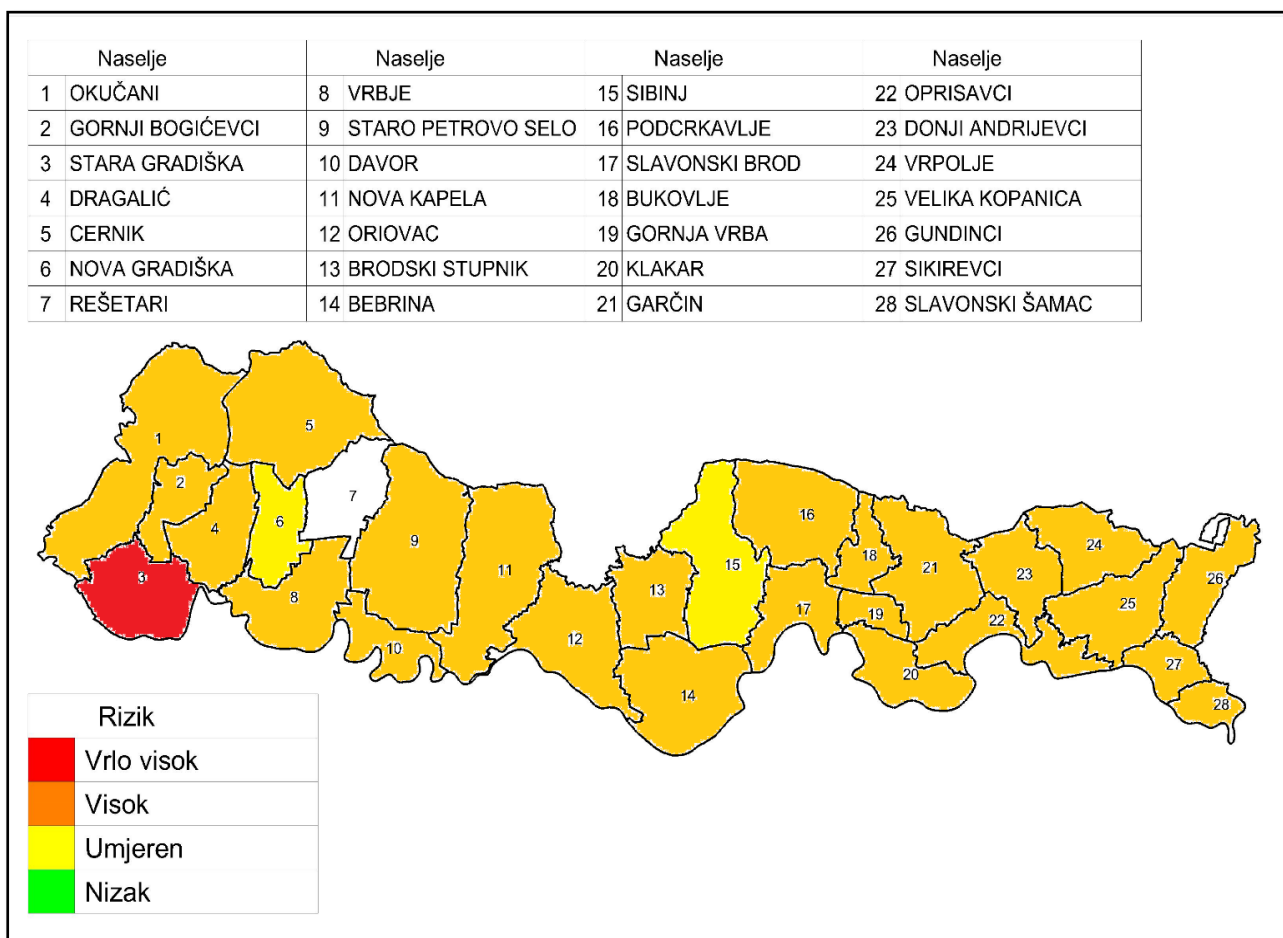 Naselje Naselje Naselje Naselje
1 OKUČANI 8 VRBJE 15 SIBINJ 22 OPRISAVCI
2 GORNJI BOGIĆEVCI 9 STARO PETROVO SELO 16 PODCRKAVLJE 23 DONJI ANDRIJEVCI
3 STARA GRADIŠKA 10 DAVOR 17 SLAVONSKI BROD 24 VRPOLJE
4 DRAGALIĆ 11 NOVA KAPELA 18 BUKOVLJE 25 VELIKA KOPANICA
5 CERNIK 12 ORIOVAC 19 GORNJA VRBA 26 GUNDINCI
6 NOVA GRADIŠKA 13 BRODSKI STUPNIK 20 KLAKAR 27 SIKIREVCI
7 REŠETARI 14 BEBRINA 21 GARČIN 28 SLAVONSKI ŠAMAC
5
1
2
7
6
4
9
16
24
18
15
21
11
23
3
26
13
8
25
17
19
22
12
10
27
20
14
28
Rizik
Vrlo visok
Visok
Umjeren
Nizak